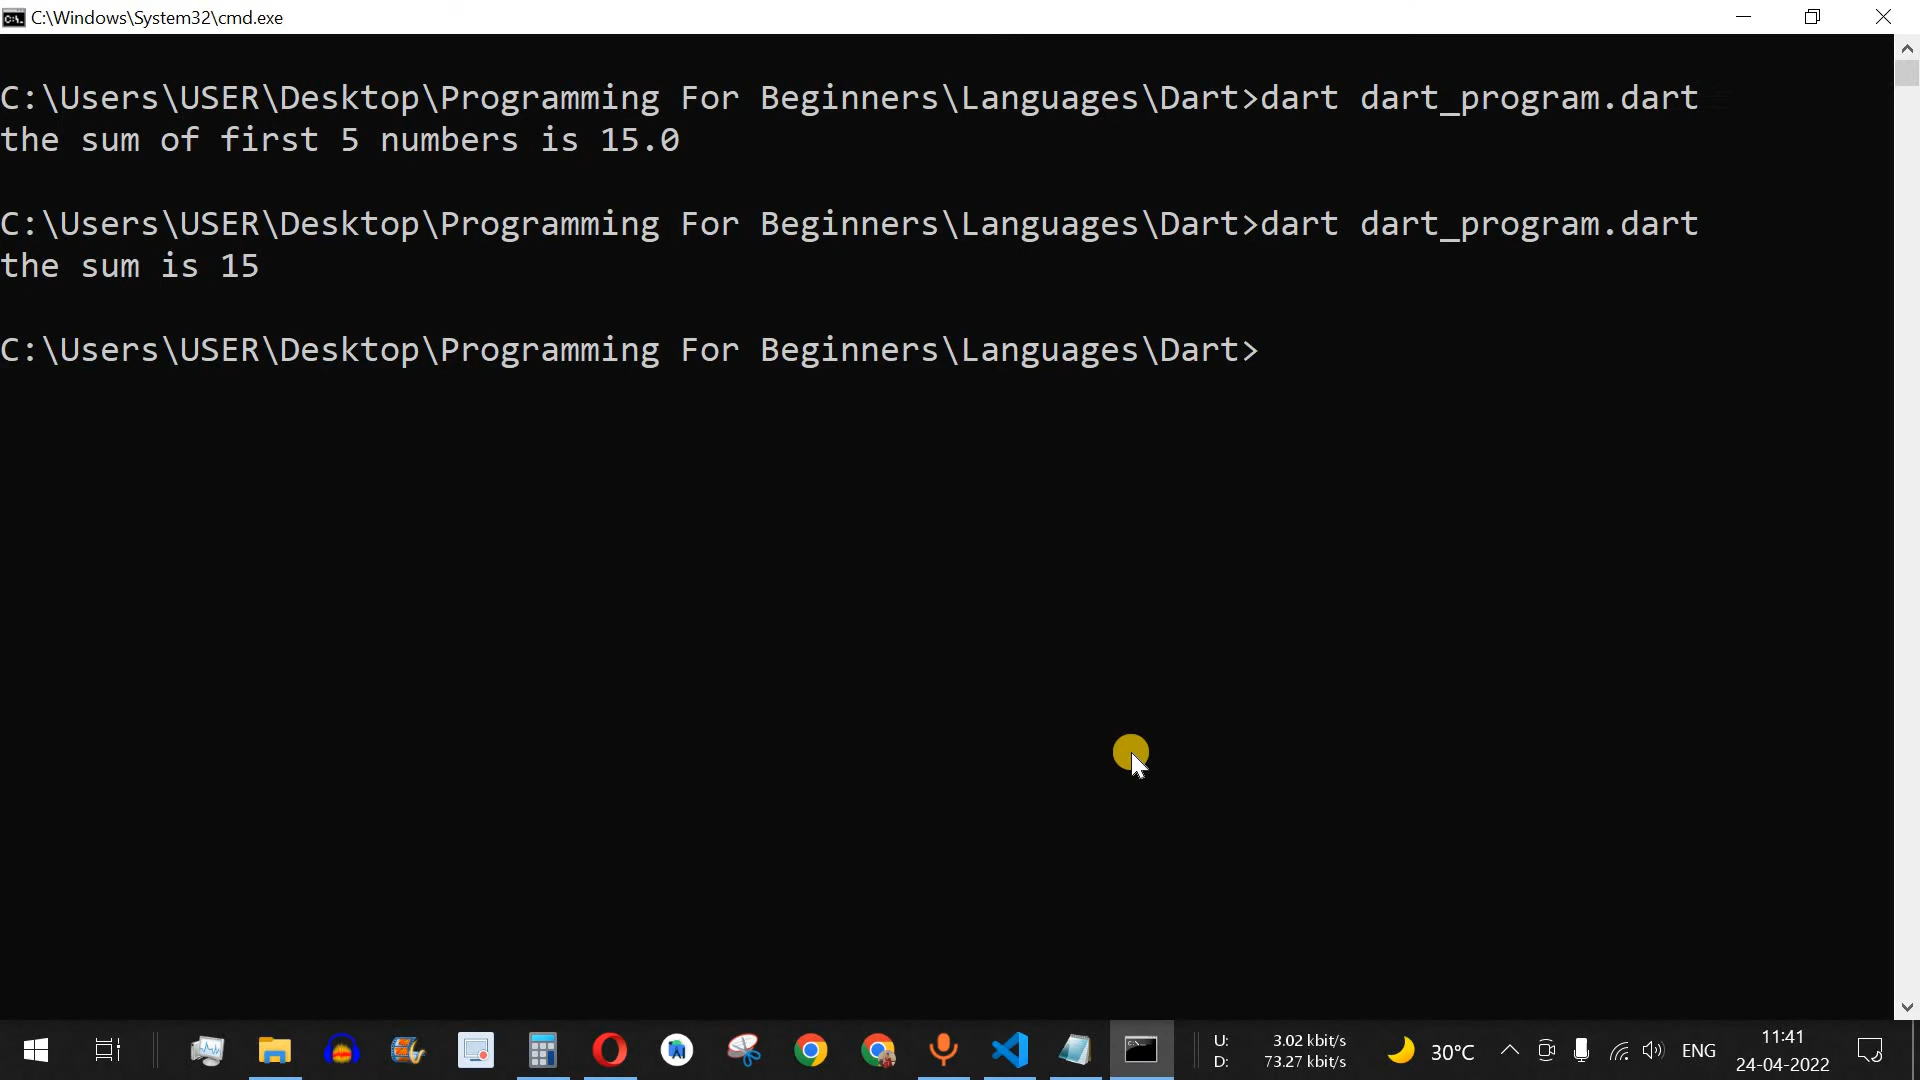 C:\Windows\System32\cmd.exe
C:\Users\USER\Desktop\Programming For Beginners\Languages\Dart>dart dart_program.dart
the sum of first 5 numbers is 15.0
C:\Users\USER\Desktop\Programming For Beginners\Languages\Dart>dart dart_program.dart
the sum is 15
C:\Users\USER\Desktop\Programming For Beginners\Languages\Dart>
U: 3.02 kbit/s
D: 73.27 kbit/s
30°C
ENG
11:41
24-04-2022